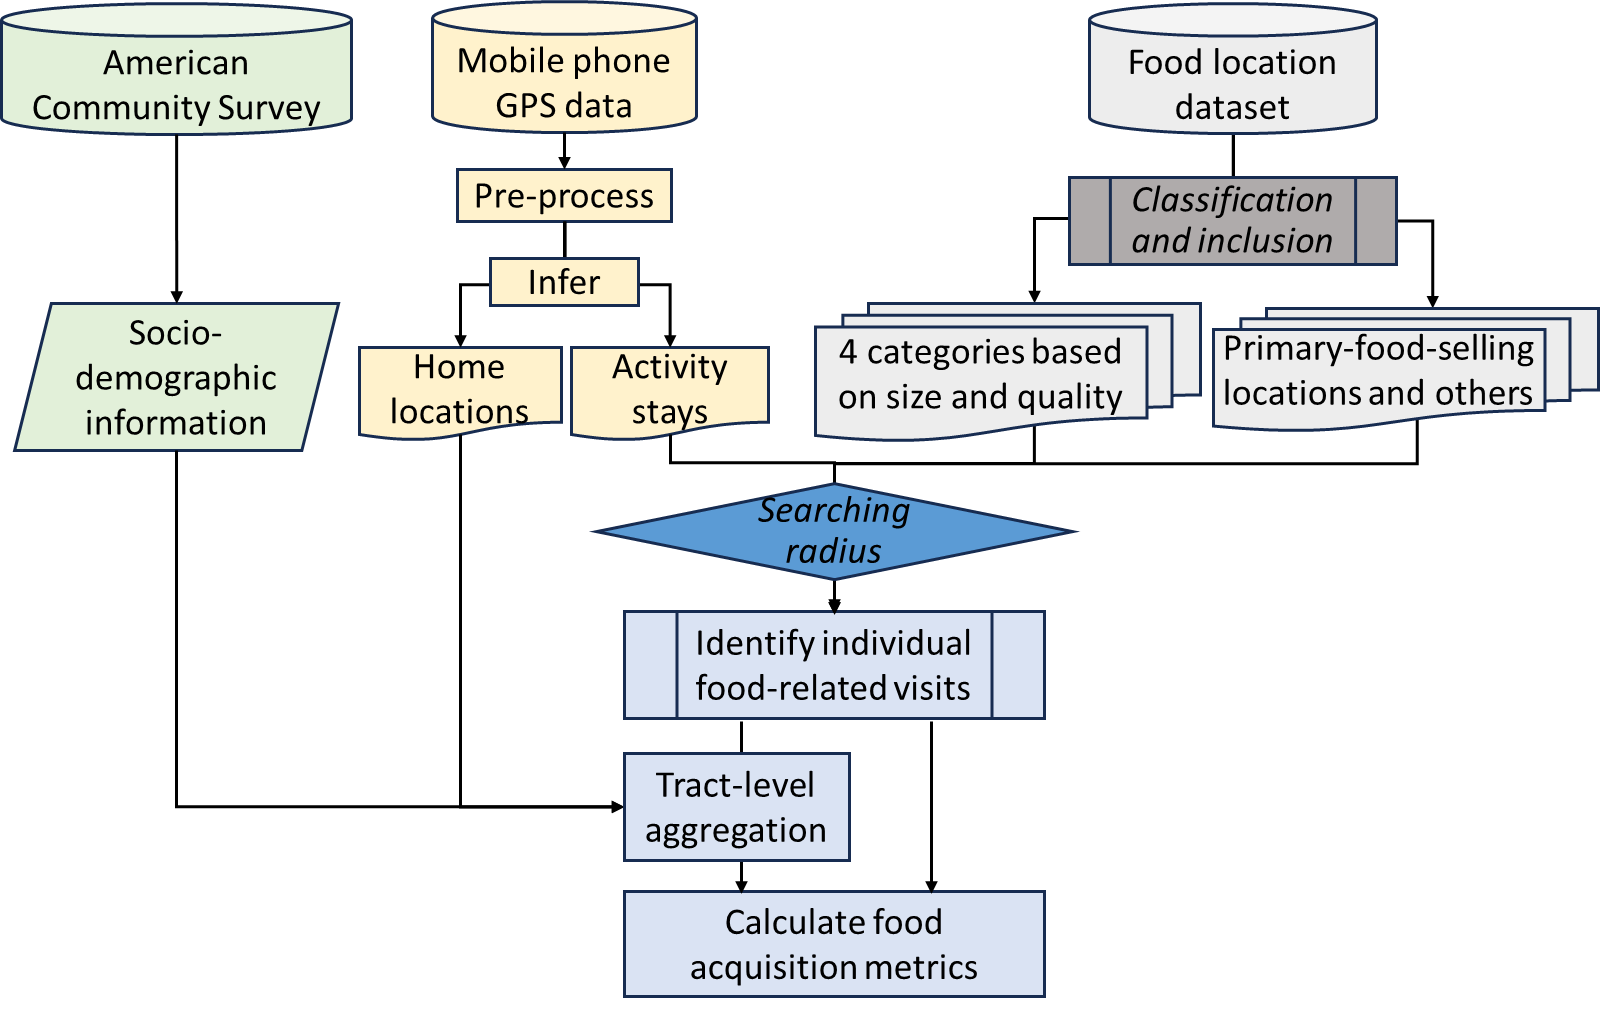 American
Community Survey
Mobile phone
GPS data
Food location
dataset
Pre-process
Classification
and inclusion
Infer
Socio-
demographic
information
Home
locations
Activity
stays
4 categories based
on size and quality
Primary-food-selling
locations and others
Searching
radius
Identify individual
food-related visits
Tract-level
aggregation
Calculate food
acquisition metrics